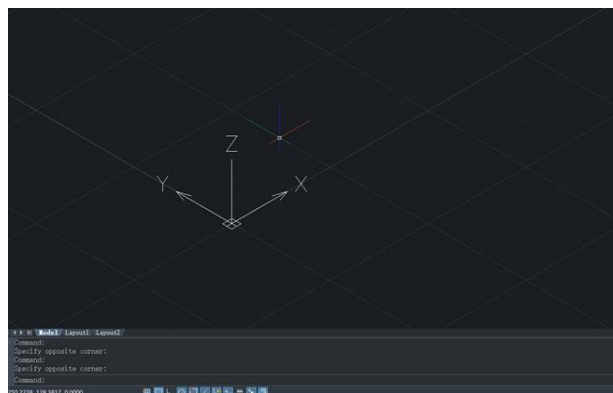 Z
Y X
Model Layout1 Layout2
Command:
Specify opposite corner:
Command:
Specify opposite corner:
Command: